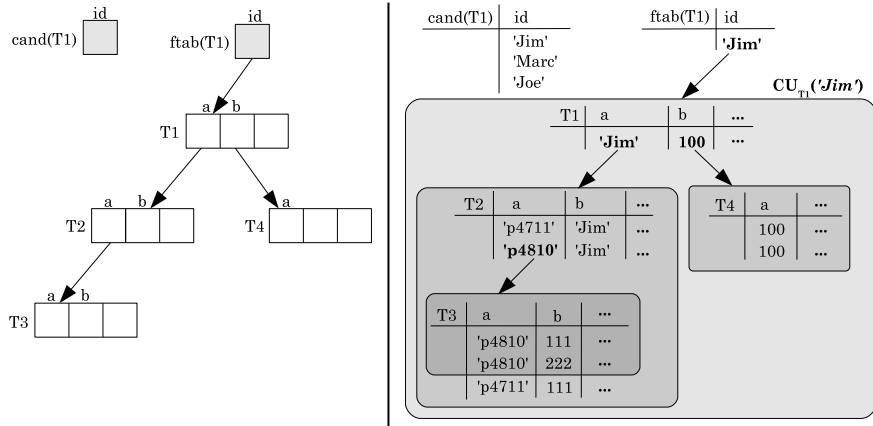 id
cand(T1)
id
ftab(T1)
a b
T1
a b
T2
a
T4
a b
T3
cand(T1) id
'Jim'
'Marc'
'Joe'
ftab(T1) id
'Jim'
CU_T1('Jim')
T1 a b ...
'Jim' 100 ...
T2 a b ...
'p4711' 'Jim' ...
'p4810' 'Jim' ...
T4 a ...
100 ...
100 ...
T3 a b ...
'p4810' 111 ...
'p4810' 222 ...
'p4711' 111 ...